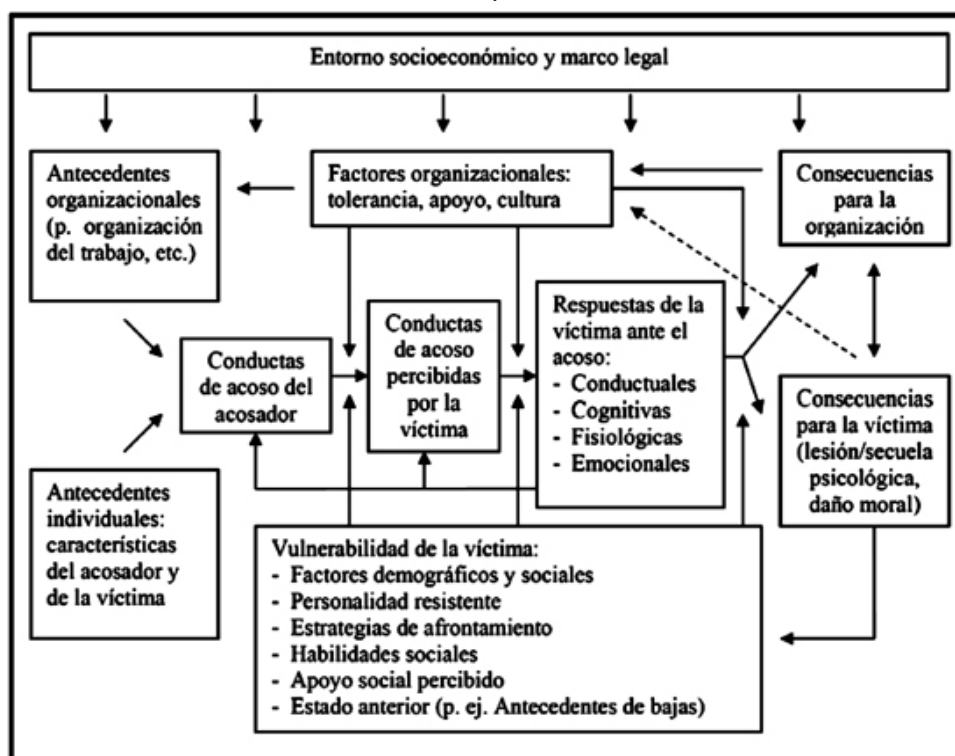 Entorno socioeconómico y marco legal
Antecedentes
organizacionales
(p. organización
del trabajo, etc.)
Factores organizacionales:
tolerancia, apoyo, cultura
Consecuencias
para la
organización
Conductas
de acoso del
acosador
Conductas
de acoso
percibidas
por la
víctima
Respuestas de la
víctima ante el
acoso:
- Conductuales
- Cognitivas
- Fisiológicas
- Emocionales
Consecuencias
para la víctima
(lesión/secuela
psicológica,
daño moral)
Antecedentes
individuales:
características
del acosador y
de la víctima
Vulnerabilidad de la víctima:
- Factores demográficos y sociales
- Personalidad resistente
- Estrategias de afrontamiento
- Habilidades sociales
- Apoyo social percibido
- Estado anterior (p. ej. Antecedentes de bajas)